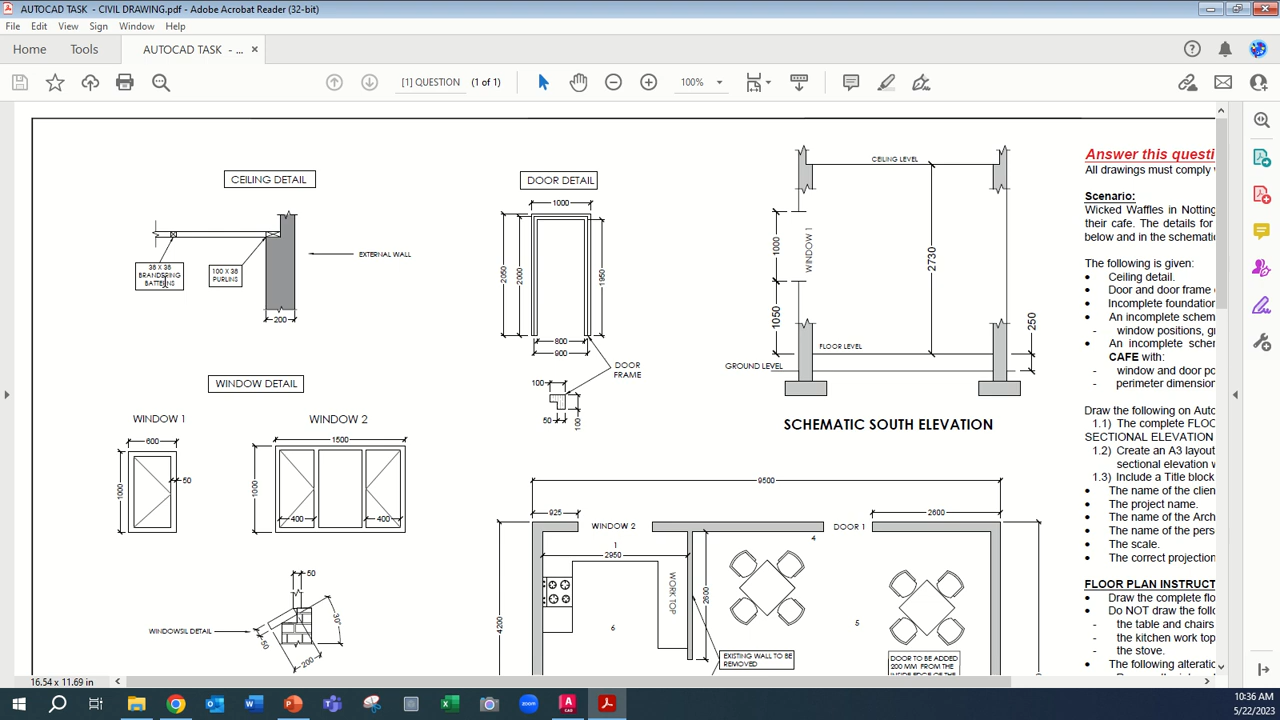 AUTOCAD TASK - CIVIL DRAWING.pdf - Adobe Acrobat Reader (32-bit)
File Edit View Sign Window Help
Home Tools AUTOCAD TASK - ...
[1] QUESTION (1 of 1) 100%
CEILING DETAIL
38 X 38
BRANDRING
BATTENS
100 X 38
PURLINS
EXTERNAL WALL
200
DOOR DETAIL
1000
2050
2000
1950
800
900
DOOR
FRAME
100
50
100
CEILING LEVEL
1000
WINDOW 1
2730
1050
250
FLOOR LEVEL
GROUND LEVEL
SCHEMATIC SOUTH ELEVATION
WINDOW DETAIL
WINDOW 1
600
1000
50
WINDOW 2
1500
1000
400
400
50
WINDOWSIL DETAIL
30°
50
200
9500
925
WINDOW 2
DOOR 1
2600
1
2950
4
4200
WORK TOP
2600
6
5
EXISTING WALL TO BE
REMOVED
DOOR TO BE ADDED
200 MM FROM THE
Answer this questi
All drawings must comply
Scenario:
Wicked Waffles in Notting
their cafe. The details for
below and in the schemati
The following is given:
• Ceiling detail.
• Door and door frame
• Incomplete foundation
• An incomplete schem
- window positions, gr
• An incomplete schem
CAFE with:
- window and door po
- perimeter dimension
Draw the following on Auto
1.1) The complete FLOO
SECTIONAL ELEVATION
1.2) Create an A3 layout
sectional elevation w
1.3) Include a Title block
• The name of the clien
• The project name.
• The name of the Arch
• The name of the pers
• The scale.
• The correct projection
FLOOR PLAN INSTRUCT
• Draw the complete flo
• Do NOT draw the follo
- the table and chairs
- the kitchen work top
- the stove.
• The following alteratio
16.54 x 11.69 in
10:36 AM
5/22/2023